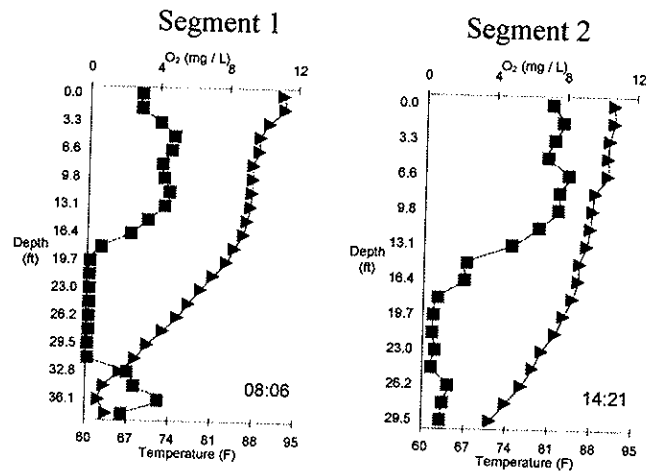 Segment 1
O₂ (mg / L)
0 4 8 12
0.0
3.3
6.6
9.8
13.1
16.4
Depth
(ft)
19.7
23.0
26.2
29.5
32.8
36.1
08:06
60 67 74 81 88 95
Temperature (F)
Segment 2
O₂ (mg / L)
0 4 8 12
0.0
3.3
6.6
9.8
13.1
Depth
(ft)
16.4
19.7
23.0
26.2
29.5
14:21
60 67 74 81 88 95
Temperature (F)